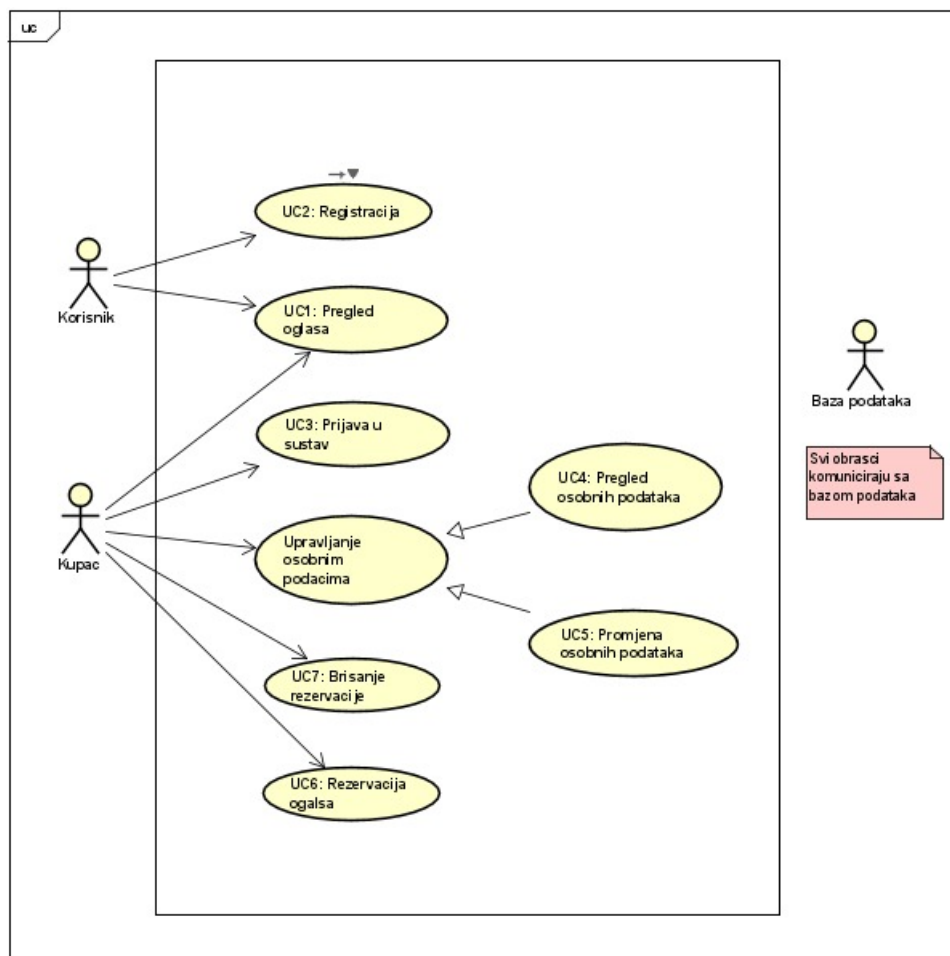 uc
UC2: Registracija
Korisnik
UC1: Pregled
oglasa
Baza podataka
UC3: Prijava u
sustav
Svi obrasci
komuniciraju sa
bazom podataka
UC4: Pregled
osobnih podataka
Kupac
Upravljanje
osobnim
podacima
UC5: Promjena
osobnih podataka
UC7: Brisanje
rezervacije
UC6: Rezervacija
ogalsa